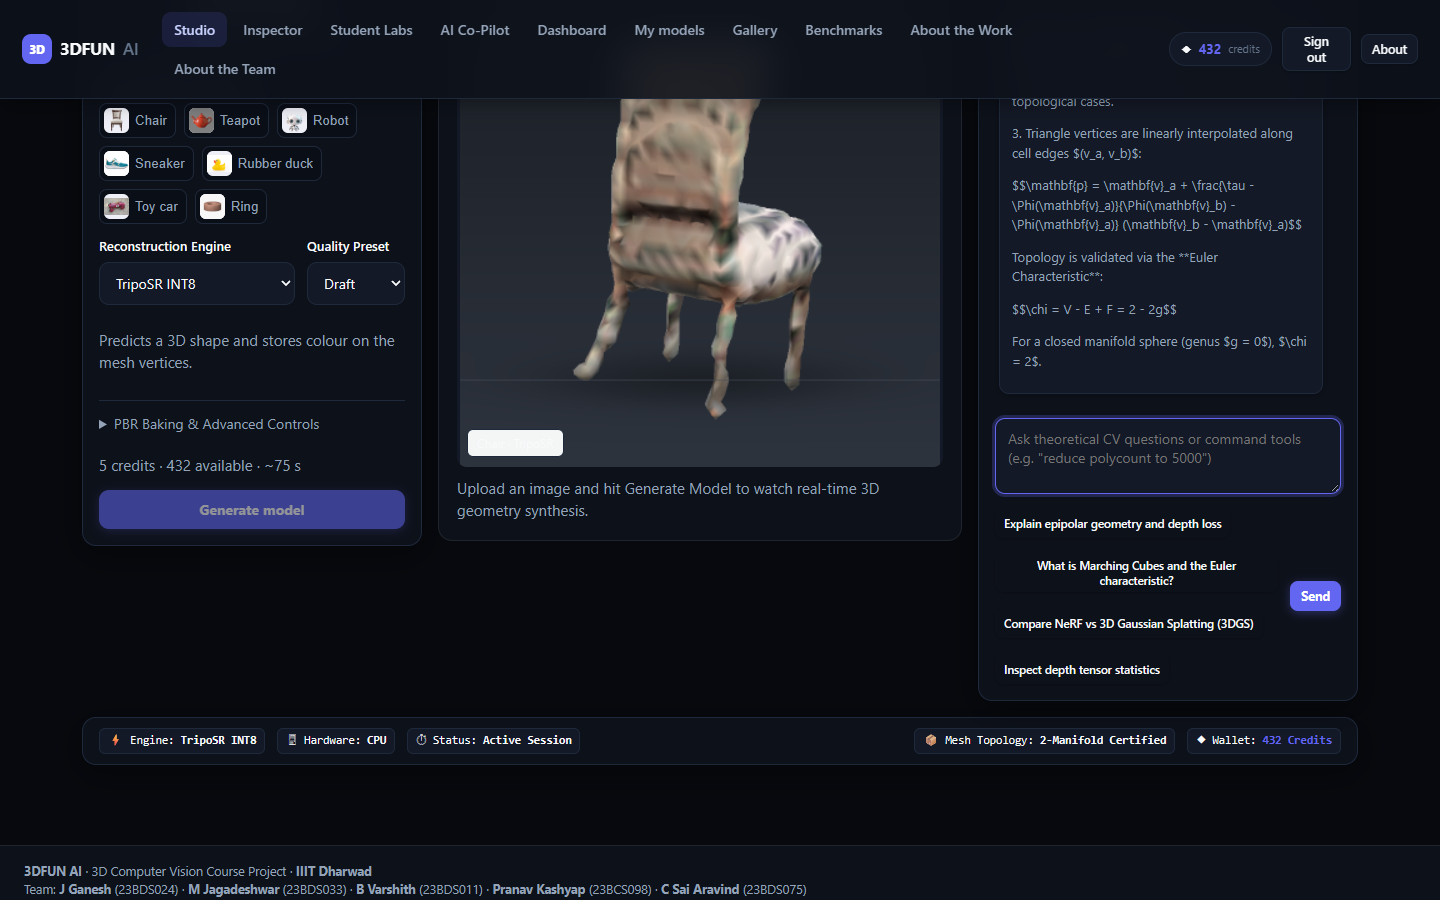 3D 3DFUN AI
Studio Inspector Student Labs AI Co-Pilot Dashboard My models Gallery Benchmarks About the Work
About the Team
432 credits
Sign out
About
Chair Teapot Robot
Sneaker Rubber duck
Toy car Ring
Reconstruction Engine Quality Preset
TripoSR INT8 Draft
Predicts a 3D shape and stores colour on the
mesh vertices.
PBR Baking & Advanced Controls
5 credits · 432 available · ~75 s
Generate model
Upload an image and hit Generate Model to watch real-time 3D
geometry synthesis.
topological cases.
3. Triangle vertices are linearly interpolated along
cell edges $(v_a, v_b)$:
$$\mathbf{p} = \mathbf{v}_a + \frac{\tau -
\Phi(\mathbf{v}_a)}{\Phi(\mathbf{v}_b) -
\Phi(\mathbf{v}_a)} (\mathbf{v}_b - \mathbf{v}_a)$$
Topology is validated via the **Euler
Characteristic**:
$$\chi = V - E + F = 2 - 2g$$
For a closed manifold sphere (genus $g = 0$), $\chi
= 2$.
Ask theoretical CV questions or command tools
(e.g. "reduce polycount to 5000")
Explain epipolar geometry and depth loss
What is Marching Cubes and the Euler
characteristic?
Send
Compare NeRF vs 3D Gaussian Splatting (3DGS)
Inspect depth tensor statistics
Engine: TripoSR INT8 Hardware: CPU Status: Active Session Mesh Topology: 2-Manifold Certified Wallet: 432 Credits
3DFUN AI · 3D Computer Vision Course Project · IIIT Dharwad
Team: J Ganesh (23BDS024) · M Jagadeshwar (23BDS033) · B Varshith (23BDS011) · Pranav Kashyap (23BCS098) · C Sai Aravind (23BDS075)